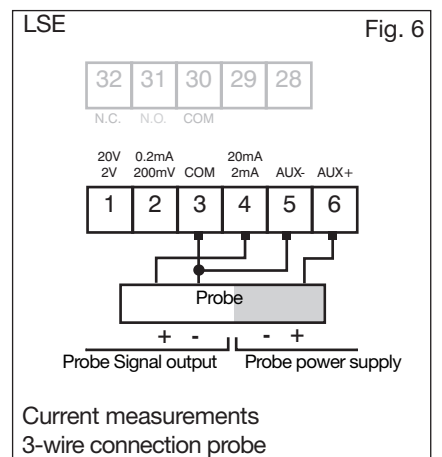 LSE Fig. 6
32 31 30 29 28
N.C. N.O. COM
20V 0.2mA 20mA
2V 200mV COM 2mA AUX- AUX+
1 2 3 4 5 6
Probe
+ - - +
Probe Signal output Probe power supply
Current measurements
3-wire connection probe